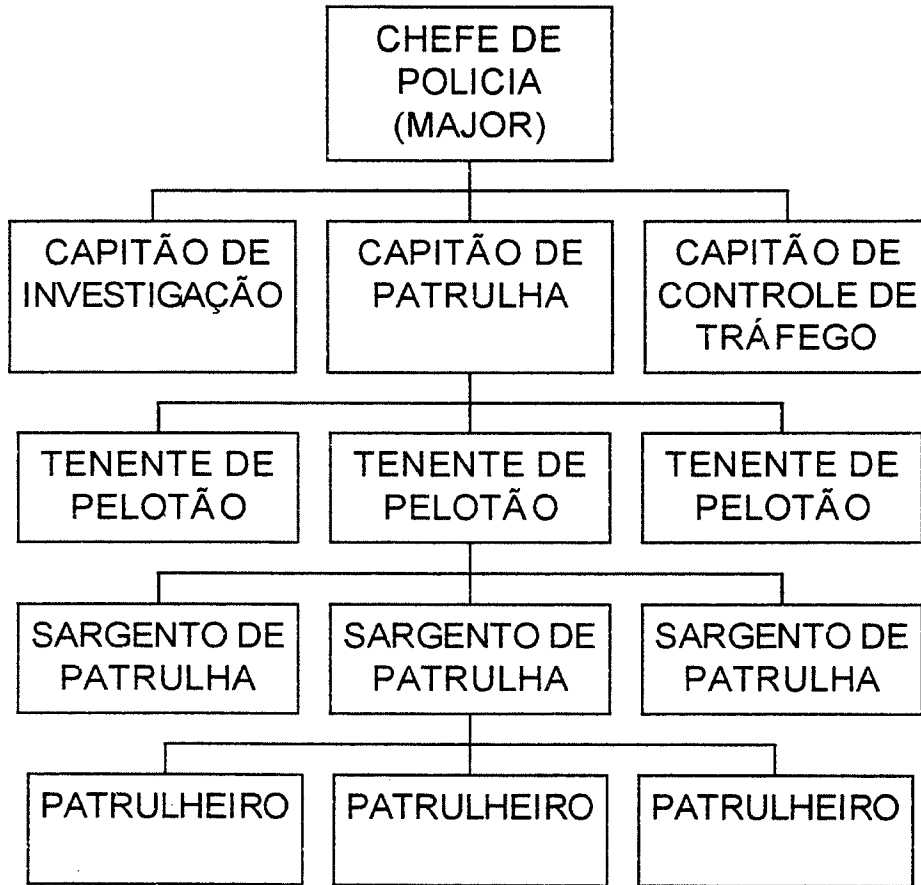 CHEFE DE
POLICIA
(MAJOR)
CAPITÃO DE
INVESTIGAÇÃO
CAPITÃO DE
PATRULHA
CAPITÃO DE
CONTROLE DE
TRÁFEGO
TENENTE DE
PELOTÃO
TENENTE DE
PELOTÃO
TENENTE DE
PELOTÃO
SARGENTO DE
PATRULHA
SARGENTO DE
PATRULHA
SARGENTO DE
PATRULHA
PATRULHEIRO
PATRULHEIRO
PATRULHEIRO